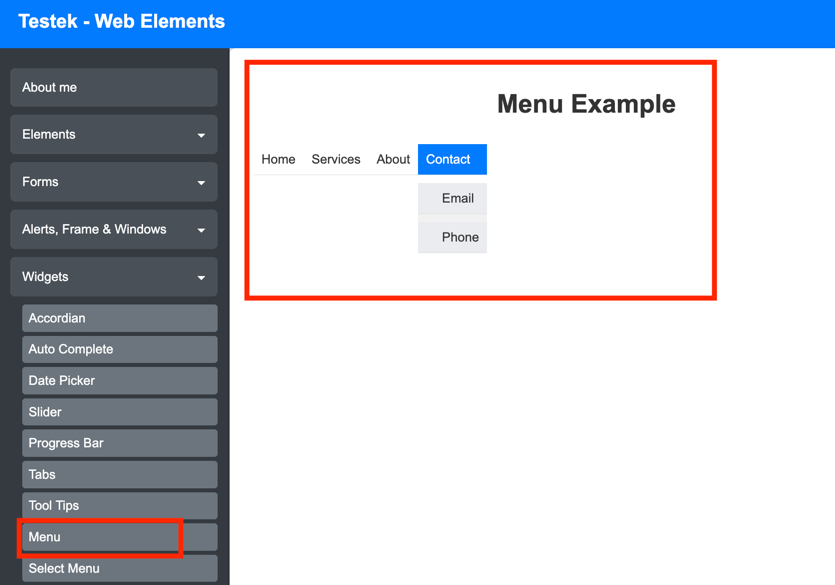 Testek - Web Elements
About me
Elements
Forms
Alerts, Frame & Windows
Widgets
Accordian
Auto Complete
Date Picker
Slider
Progress Bar
Tabs
Tool Tips
Menu
Select Menu
Menu Example
Home Services About Contact
Email
Phone